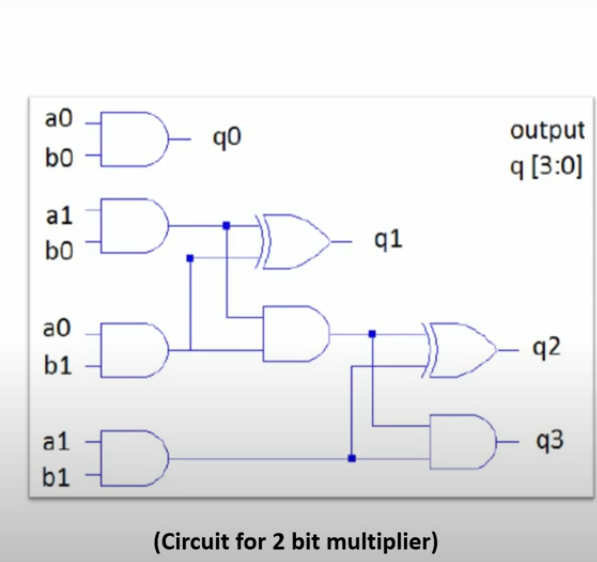 a0
b0
q0
output
q [3:0]
a1
b0
q1
a0
b1
q2
a1
b1
q3
(Circuit for 2 bit multiplier)